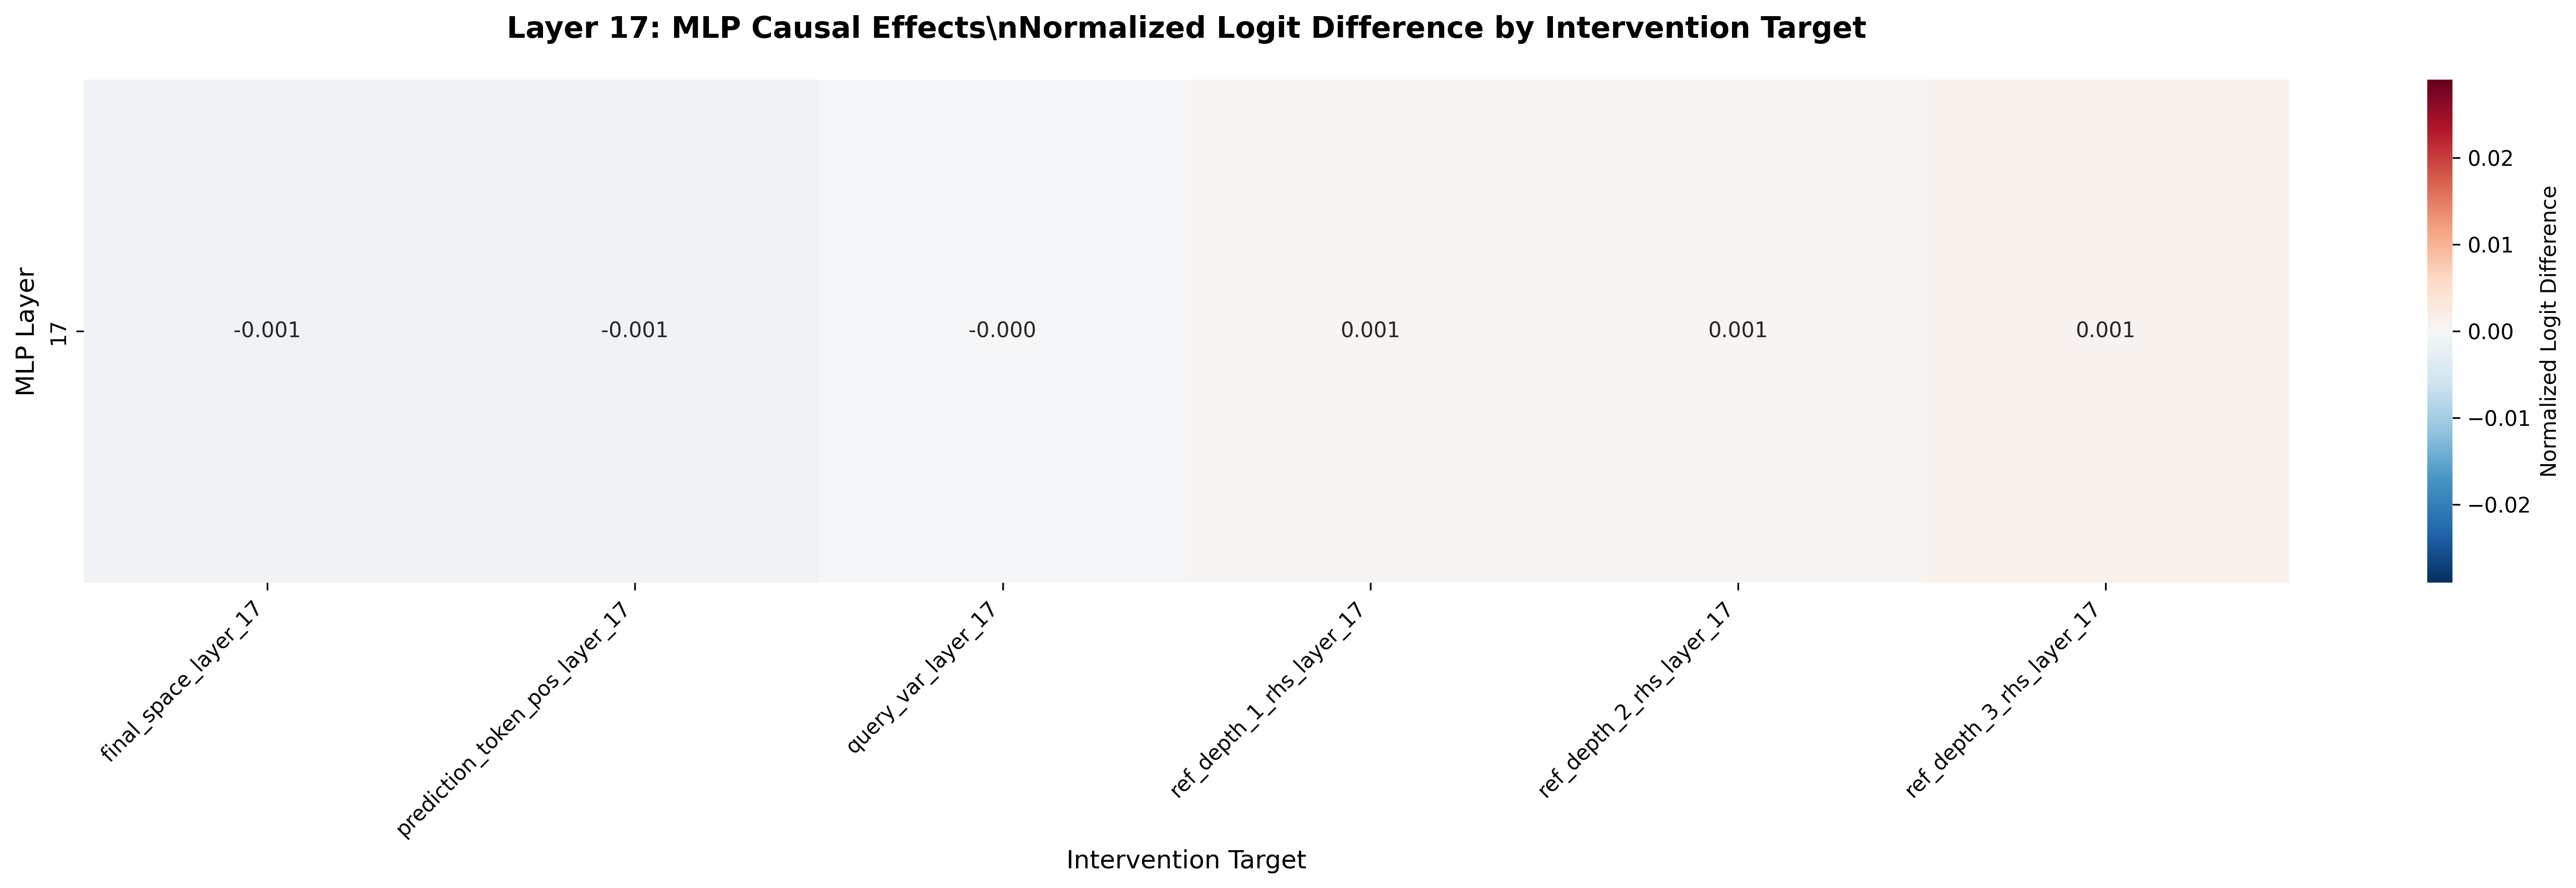 Layer 17: MLP Causal Effects\nNormalized Logit Difference by Intervention Target
MLP Layer
17
-0.001
-0.001
-0.000
0.001
0.001
0.001
final_space_layer_17
prediction_token_pos_layer_17
query_var_layer_17
ref_depth_1_rhs_layer_17
ref_depth_2_rhs_layer_17
ref_depth_3_rhs_layer_17
Intervention Target
0.02
0.01
0.00
−0.01
−0.02
Normalized Logit Difference